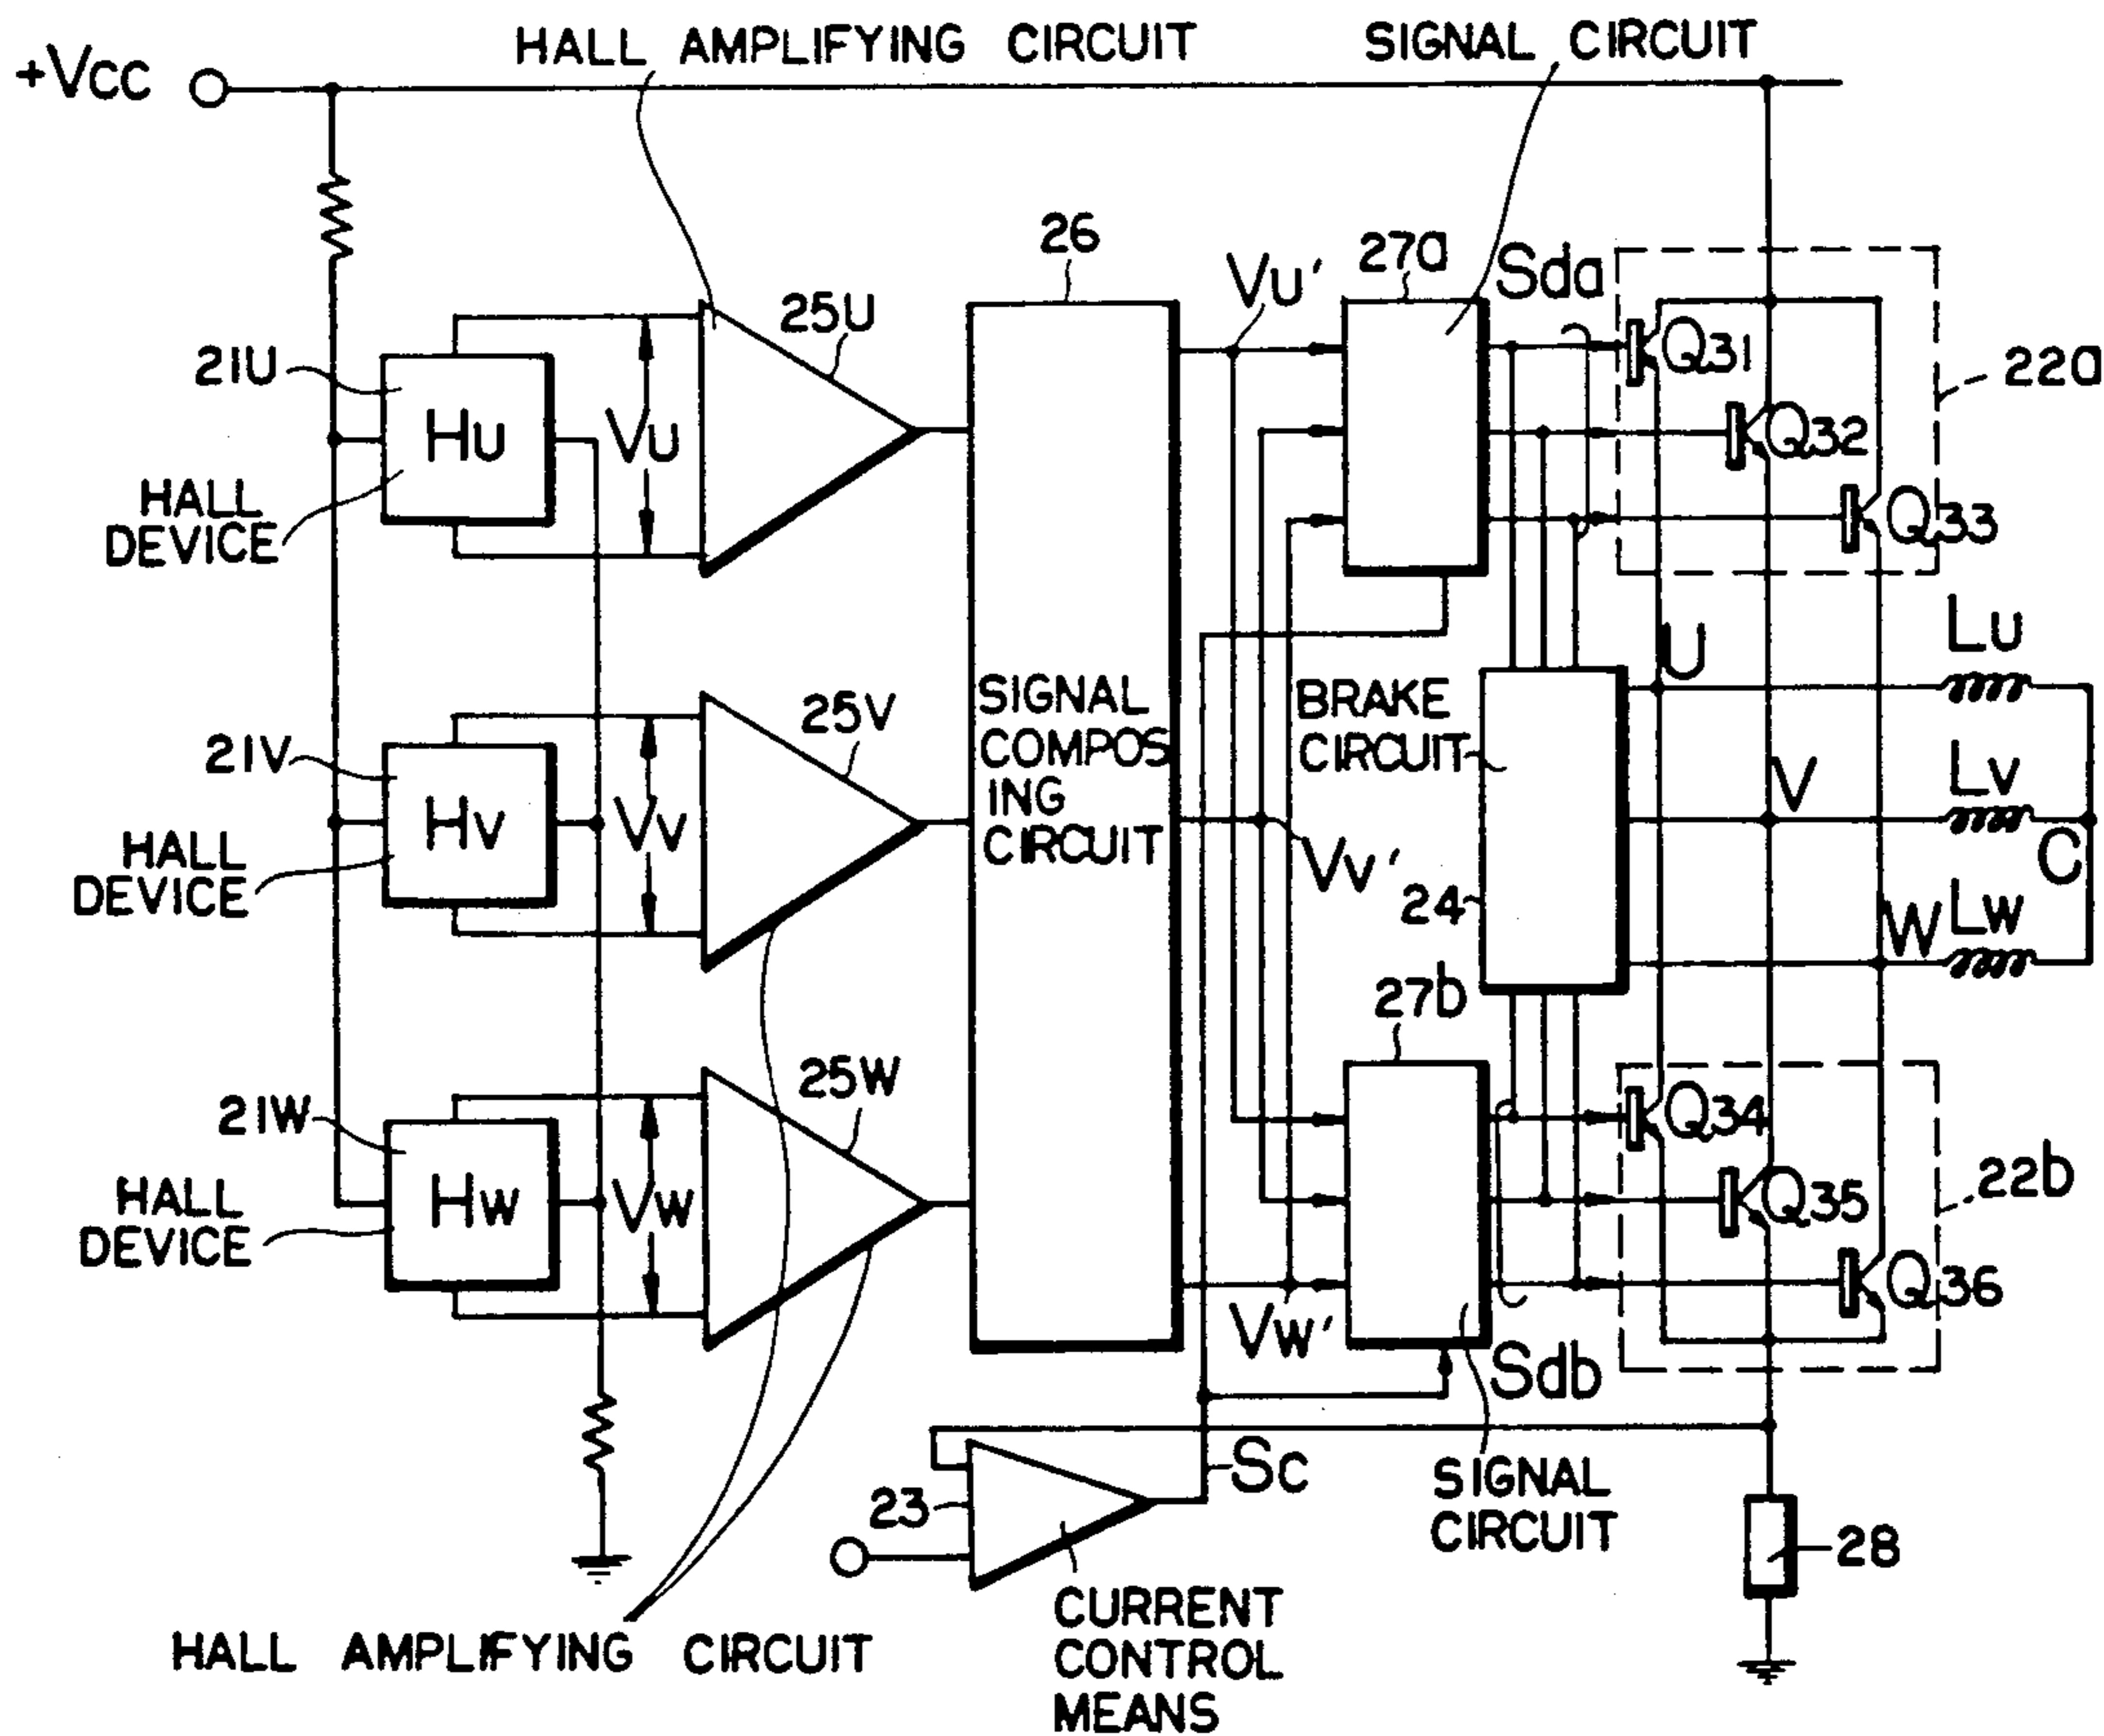 HALL AMPLIFYING CIRCUIT
SIGNAL CIRCUIT
+Vcc
26
27a
Vu'
Sda
25U
21U
Hu
Vu
Q31
22a
Q32
HALL
DEVICE
Q33
U
Lu
SIGNAL
COMPOS
ING
CIRCUIT
BRAKE
CIRCUIT
25V
21V
Hv
Vv
V
Lv
HALL
DEVICE
Vv'
C
24
W
Lw
27b
25W
21W
Hw
Vw
Q34
22b
HALL
DEVICE
Q35
Q36
Vw'
Sdb
Sc
23
SIGNAL
CIRCUIT
28
CURRENT
CONTROL
MEANS
HALL AMPLIFYING CIRCUIT